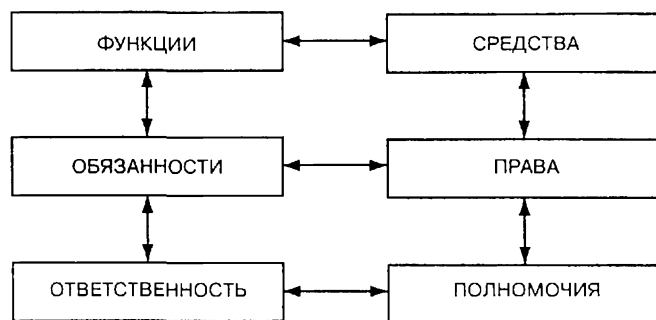 ФУНКЦИИ
СРЕДСТВА
ОБЯЗАННОСТИ
ПРАВА
ОТВЕТСТВЕННОСТЬ
ПОЛНОМОЧИЯ